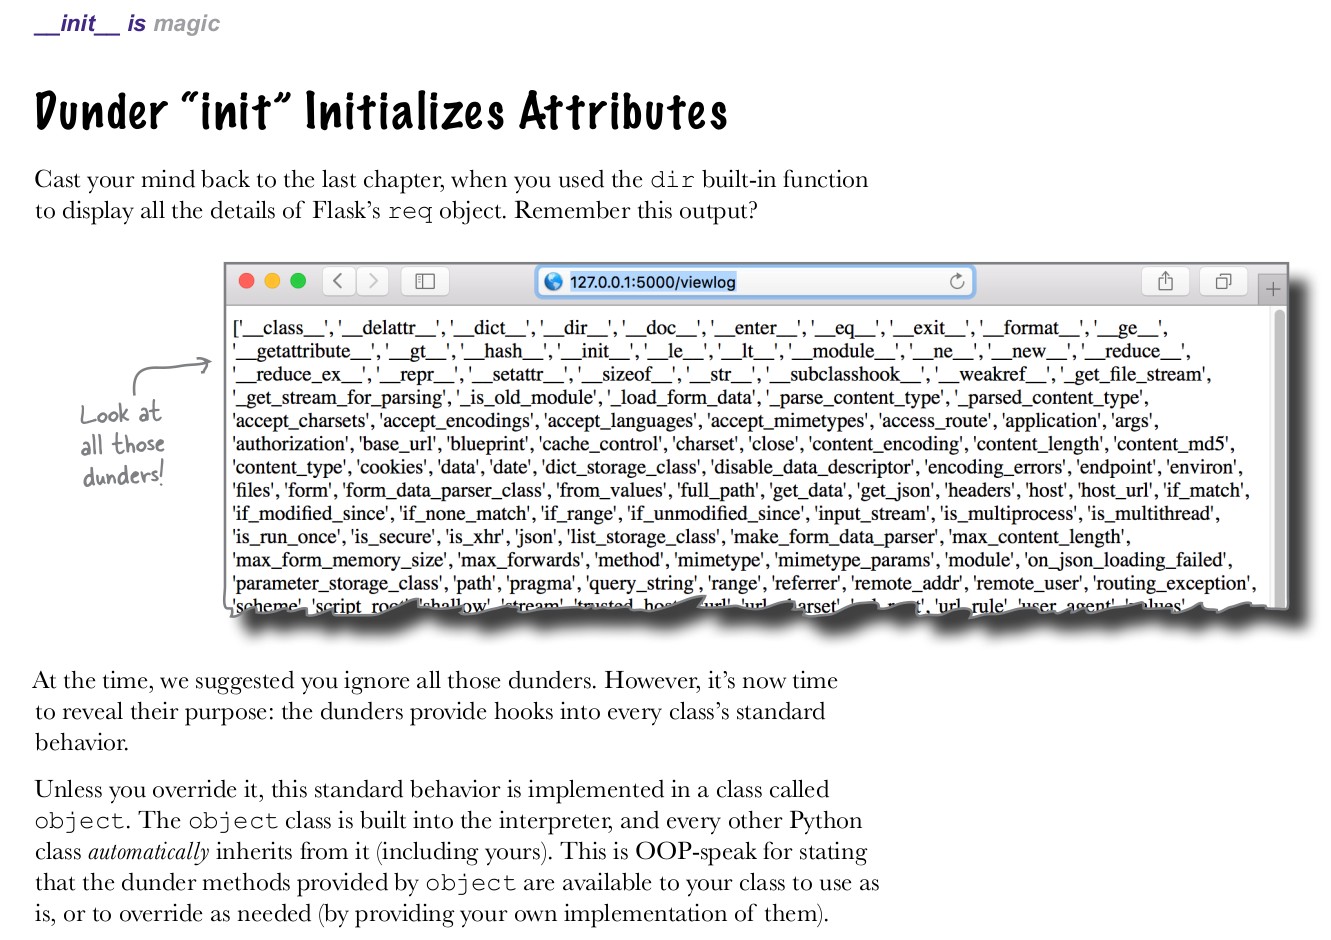 __init__ is magic
Dunder “init” Initializes Attributes
Cast your mind back to the last chapter, when you used the dir built-in function
to display all the details of Flask’s req object. Remember this output?
127.0.0.1:5000/viewlog
['__class__', '__delattr__', '__dict__', '__dir__', '__doc__', '__enter__', '__eq__', '__exit__', '__format__', '__ge__',
'__getattribute__', '__gt__', '__hash__', '__init__', '__le__', '__lt__', '__module__', '__ne__', '__new__', '__reduce__',
'__reduce_ex__', '__repr__', '__setattr__', '__sizeof__', '__str__', '__subclasshook__', '__weakref__', '_get_file_stream',
'_get_stream_for_parsing', '_is_old_module', '_load_form_data', '_parse_content_type', '_parsed_content_type',
'accept_charsets', 'accept_encodings', 'accept_languages', 'accept_mimetypes', 'access_route', 'application', 'args',
'authorization', 'base_url', 'blueprint', 'cache_control', 'charset', 'close', 'content_encoding', 'content_length', 'content_md5',
'content_type', 'cookies', 'data', 'date', 'dict_storage_class', 'disable_data_descriptor', 'encoding_errors', 'endpoint', 'environ',
'files', 'form', 'form_data_parser_class', 'from_values', 'full_path', 'get_data', 'get_json', 'headers', 'host', 'host_url', 'if_match',
'if_modified_since', 'if_none_match', 'if_range', 'if_unmodified_since', 'input_stream', 'is_multiprocess', 'is_multithread',
'is_run_once', 'is_secure', 'is_xhr', 'json', 'list_storage_class', 'make_form_data_parser', 'max_content_length',
'max_form_memory_size', 'max_forwards', 'method', 'mimetype', 'mimetype_params', 'module', 'on_json_loading_failed',
'parameter_storage_class', 'path', 'pragma', 'query_string', 'range', 'referrer', 'remote_addr', 'remote_user', 'routing_exception',
'scheme', 'script_root', 'shallow', 'stream', 'url_rule', 'user_agent',
Look at
all those
dunders!
At the time, we suggested you ignore all those dunders. However, it’s now time
to reveal their purpose: the dunders provide hooks into every class’s standard
behavior.
Unless you override it, this standard behavior is implemented in a class called
object. The object class is built into the interpreter, and every other Python
class automatically inherits from it (including yours). This is OOP-speak for stating
that the dunder methods provided by object are available to your class to use as
is, or to override as needed (by providing your own implementation of them).